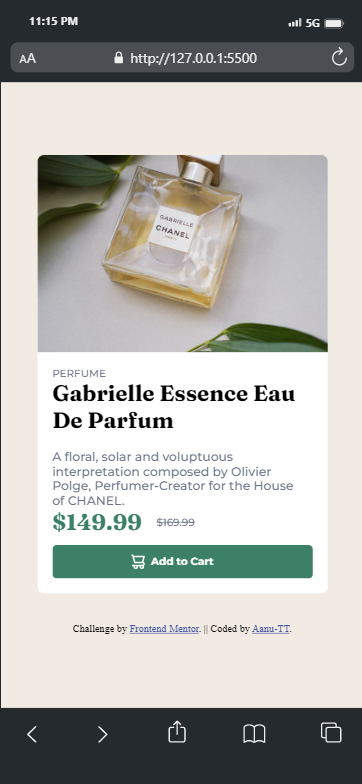 11:15 PM
5G
AA
http://127.0.0.1:5500
GABRIELLE
CHANEL
PARIS
PERFUME
Gabrielle Essence Eau
De Parfum
A floral, solar and voluptuous
interpretation composed by Olivier
Polge, Perfumer-Creator for the House
of CHANEL.
$149.99 $169.99
Add to Cart
Challenge by Frontend Mentor. || Coded by Aanu-TT.